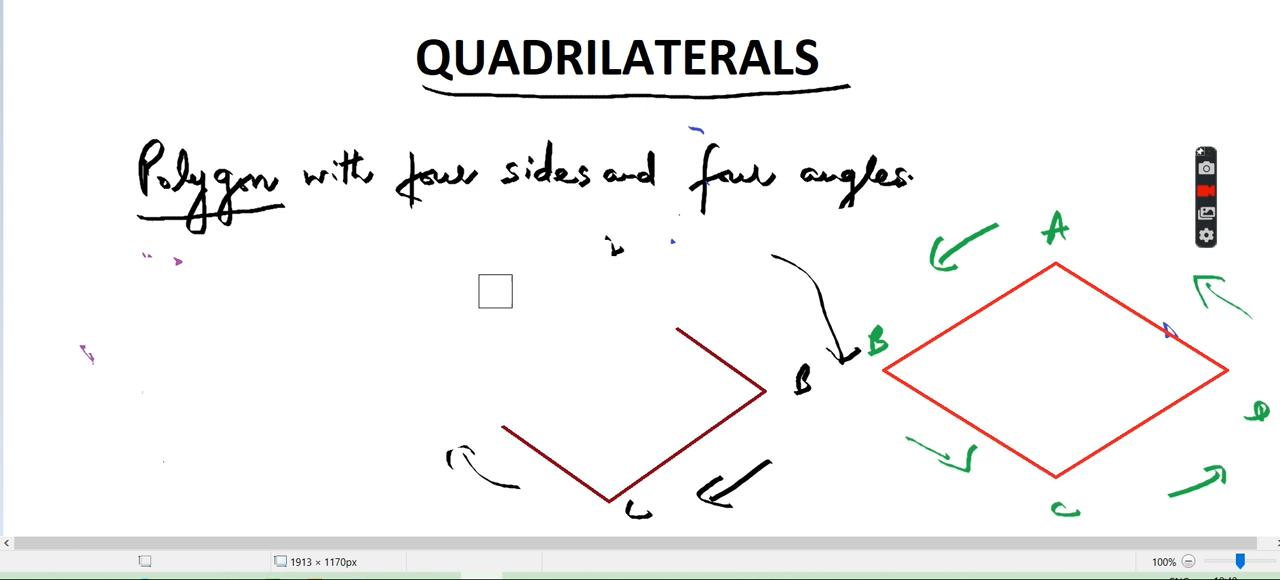 QUADRILATERALS
Polygon with four sides and four angles.
A
B
B
C
C
1913 × 1170px
100%